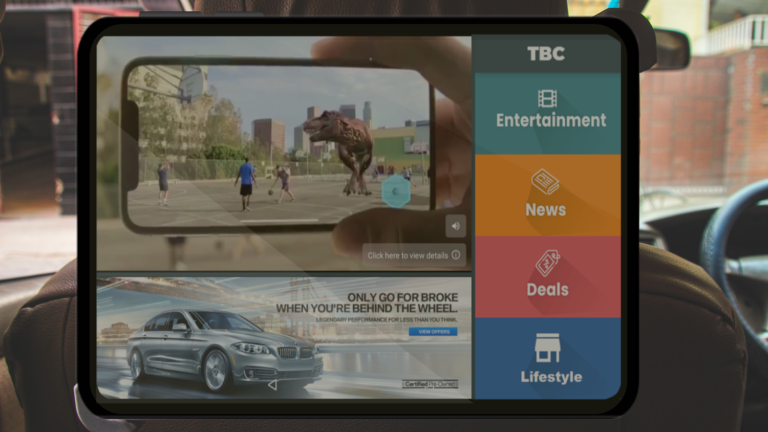 TBC
Entertainment
News
Deals
Lifestyle
Click here to view details
ONLY GO FOR BROKE
WHEN YOU'RE BEHIND THE WHEEL.
LEGENDARY PERFORMANCE FOR LESS THAN YOU THINK.
VIEW OFFERS
Certified Pre-Owned